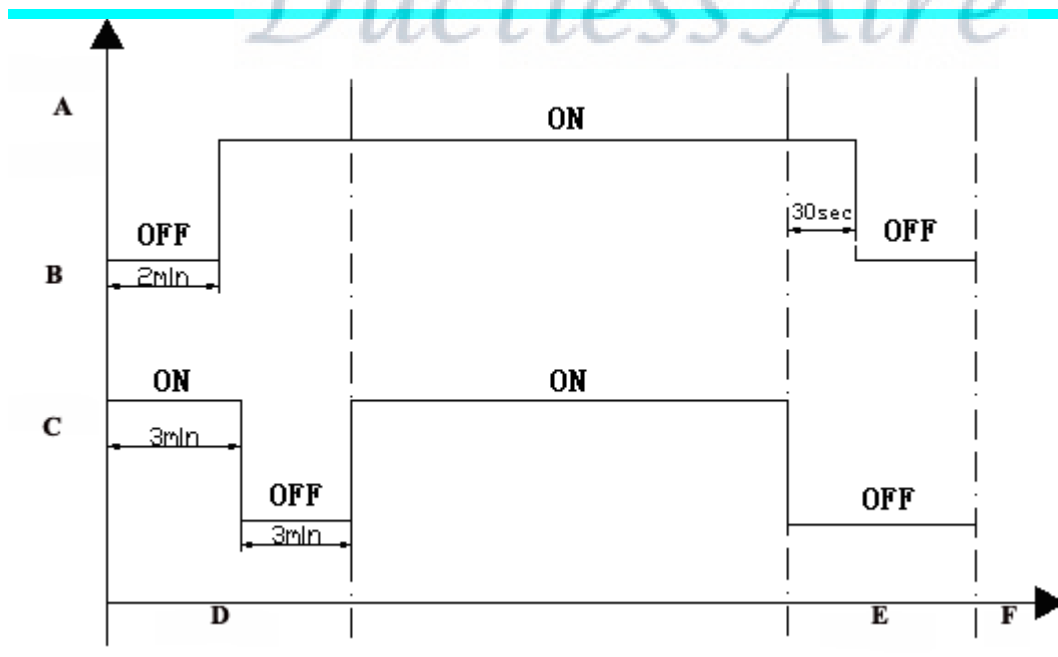 DuctlessAire
A
ON
30sec
OFF
OFF
B
2min
ON
ON
C
3min
OFF
OFF
3min
D
E
F